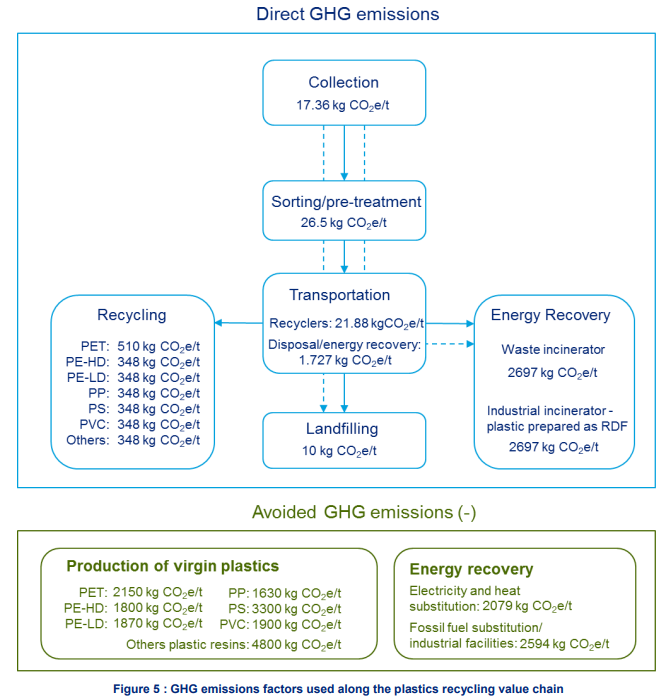 Direct GHG emissions
Collection
17.36 kg CO₂e/t
Sorting/pre-treatment
26.5 kg CO₂e/t
Transportation
Recyclers: 21.88 kgCO₂e/t
Disposal/energy recovery:
1.727 kg CO₂e/t
Recycling
PET: 510 kg CO₂e/t
PE-HD: 348 kg CO₂e/t
PE-LD: 348 kg CO₂e/t
PP: 348 kg CO₂e/t
PS: 348 kg CO₂e/t
PVC: 348 kg CO₂e/t
Others: 348 kg CO₂e/t
Energy Recovery
Waste incinerator
2697 kg CO₂e/t
Industrial incinerator -
plastic prepared as RDF
2697 kg CO₂e/t
Landfilling
10 kg CO₂e/t
Avoided GHG emissions (-)
Production of virgin plastics
PET: 2150 kg CO₂e/t
PE-HD: 1800 kg CO₂e/t
PE-LD: 1870 kg CO₂e/t
PP: 1630 kg CO₂e/t
PS: 3300 kg CO₂e/t
PVC: 1900 kg CO₂e/t
Others plastic resins: 4800 kg CO₂e/t
Energy recovery
Electricity and heat
substitution: 2079 kg CO₂e/t
Fossil fuel substitution/
industrial facilities: 2594 kg CO₂e/t
Figure 5 : GHG emissions factors used along the plastics recycling value chain